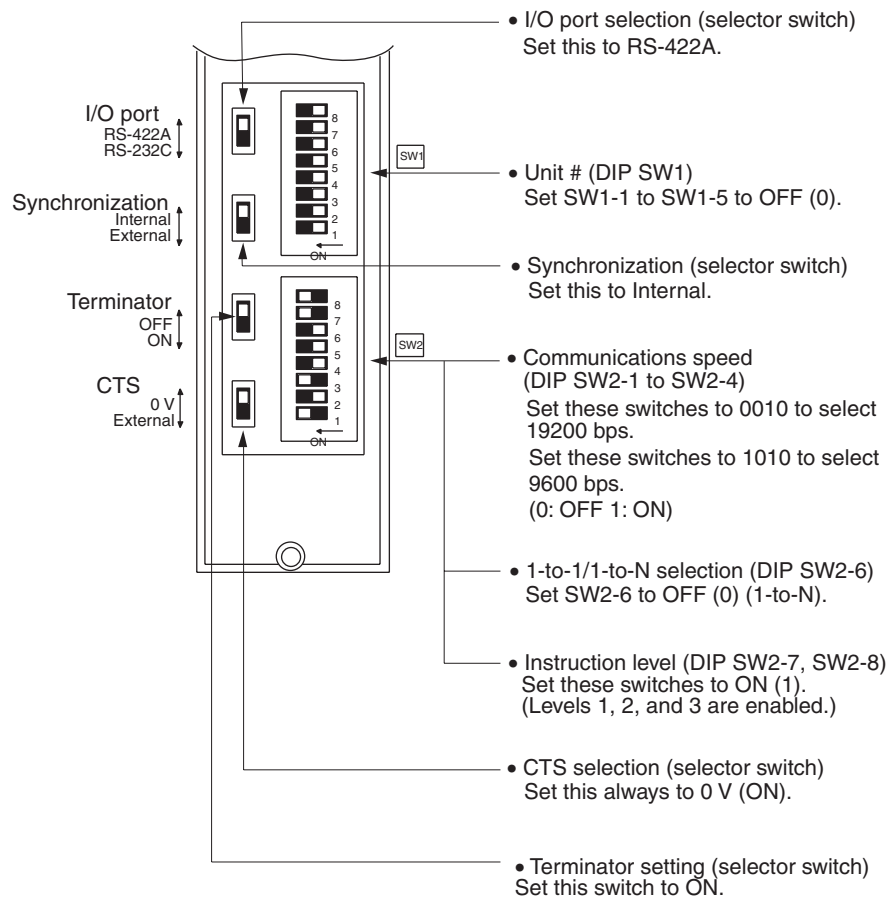 • I/O port selection (selector switch)
Set this to RS-422A.
I/O port
RS-422A
RS-232C
8
7
6
5
4
3
2
1
ON
SW1
• Unit # (DIP SW1)
Set SW1-1 to SW1-5 to OFF (0).
Synchronization
Internal
External
• Synchronization (selector switch)
Set this to Internal.
Terminator
OFF
ON
8
7
6
5
4
3
2
1
ON
SW2
• Communications speed
(DIP SW2-1 to SW2-4)
Set these switches to 0010 to select
19200 bps.
Set these switches to 1010 to select
9600 bps.
(0: OFF 1: ON)
CTS
0 V
External
• 1-to-1/1-to-N selection (DIP SW2-6)
Set SW2-6 to OFF (0) (1-to-N).
• Instruction level (DIP SW2-7, SW2-8)
Set these switches to ON (1).
(Levels 1, 2, and 3 are enabled.)
• CTS selection (selector switch)
Set this always to 0 V (ON).
• Terminator setting (selector switch)
Set this switch to ON.